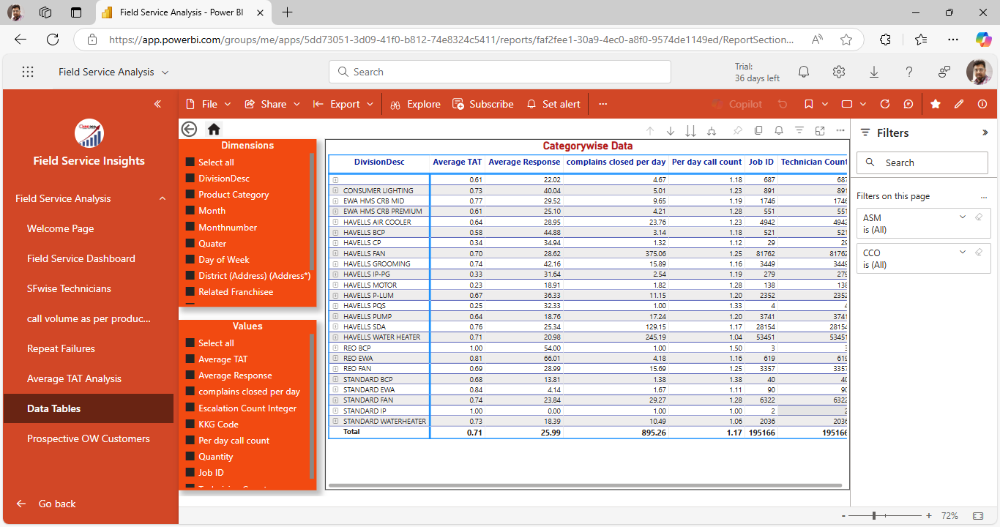 Field Service Analysis - Power BI
https://app.powerbi.com/groups/me/apps/5dd73051-3d09-41f0-b812-74e8324c5411/reports/faf2fee1-30a9-4ec0-a8f0-9574de1149ed/ReportSection...
Field Service Analysis
Search
Trial:
36 days left
Field Service Insights
Field Service Analysis
Welcome Page
Field Service Dashboard
SFwise Technicians
call volume as per produc...
Repeat Failures
Average TAT Analysis
Data Tables
Prospective OW Customers
Go back
File Share Export Explore Subscribe Set alert ... Copilot
Dimensions
Select all
DivisionDesc
Product Category
Month
Monthnumber
Quater
Day of Week
District (Address) (Address*)
Related Franchisee
Values
Select all
Average TAT
Average Response
complains closed per day
Escalation Count Integer
KKG Code
Per day call count
Quantity
Job ID
Categorywise Data
DivisionDesc Average TAT Average Response complains closed per day Per day call count Job ID Technician Count
0.61 22.02 4.67 1.18 687 687
CONSUMER LIGHTING 0.73 40.04 5.01 1.23 891 891
EWA HMS CRB MID 0.77 29.52 9.65 1.19 1746 1746
EWA HMS CRB PREMIUM 0.61 25.10 4.21 1.28 551 551
HAVELLS AIR COOLER 0.64 28.95 23.76 1.23 4942 4942
HAVELLS BCP 0.58 44.88 3.14 1.18 521 521
HAVELLS CP 0.34 34.94 1.32 1.12 29 29
HAVELLS FAN 0.70 28.62 375.06 1.25 81762 81762
HAVELLS GROOMING 0.74 42.16 15.89 1.16 3449 3449
HAVELLS IP-PG 0.33 31.64 2.54 1.19 279 279
HAVELLS MOTOR 0.23 18.91 1.82 1.28 138 138
HAVELLS P-LUM 0.67 36.33 11.15 1.20 2352 2352
HAVELLS PQS 0.25 32.33 1.00 1.33 4 4
HAVELLS PUMP 0.64 18.76 17.24 1.20 3741 3741
HAVELLS SDA 0.76 25.34 129.15 1.17 28154 28154
HAVELLS WATER HEATER 0.71 20.98 245.19 1.04 53451 53451
REO BCP 1.00 54.00 1.00 1.50 3
REO EWA 0.81 66.01 4.18 1.16 619 619
REO FAN 0.69 28.99 15.69 1.25 3357 3357
STANDARD BCP 0.68 13.81 1.38 1.38 40 40
STANDARD EWA 0.84 4.14 1.67 1.11 90 90
STANDARD FAN 0.74 23.84 29.27 1.28 6322 6322
STANDARD IP 1.00 0.00 1.00 1.00 2 2
STANDARD WATERHEATER 0.73 18.39 10.49 1.06 2036 2036
Total 0.71 25.99 895.26 1.17 195166 195166
Filters
Search
Filters on this page ...
ASM
is (All)
CCO
is (All)
- + 72%